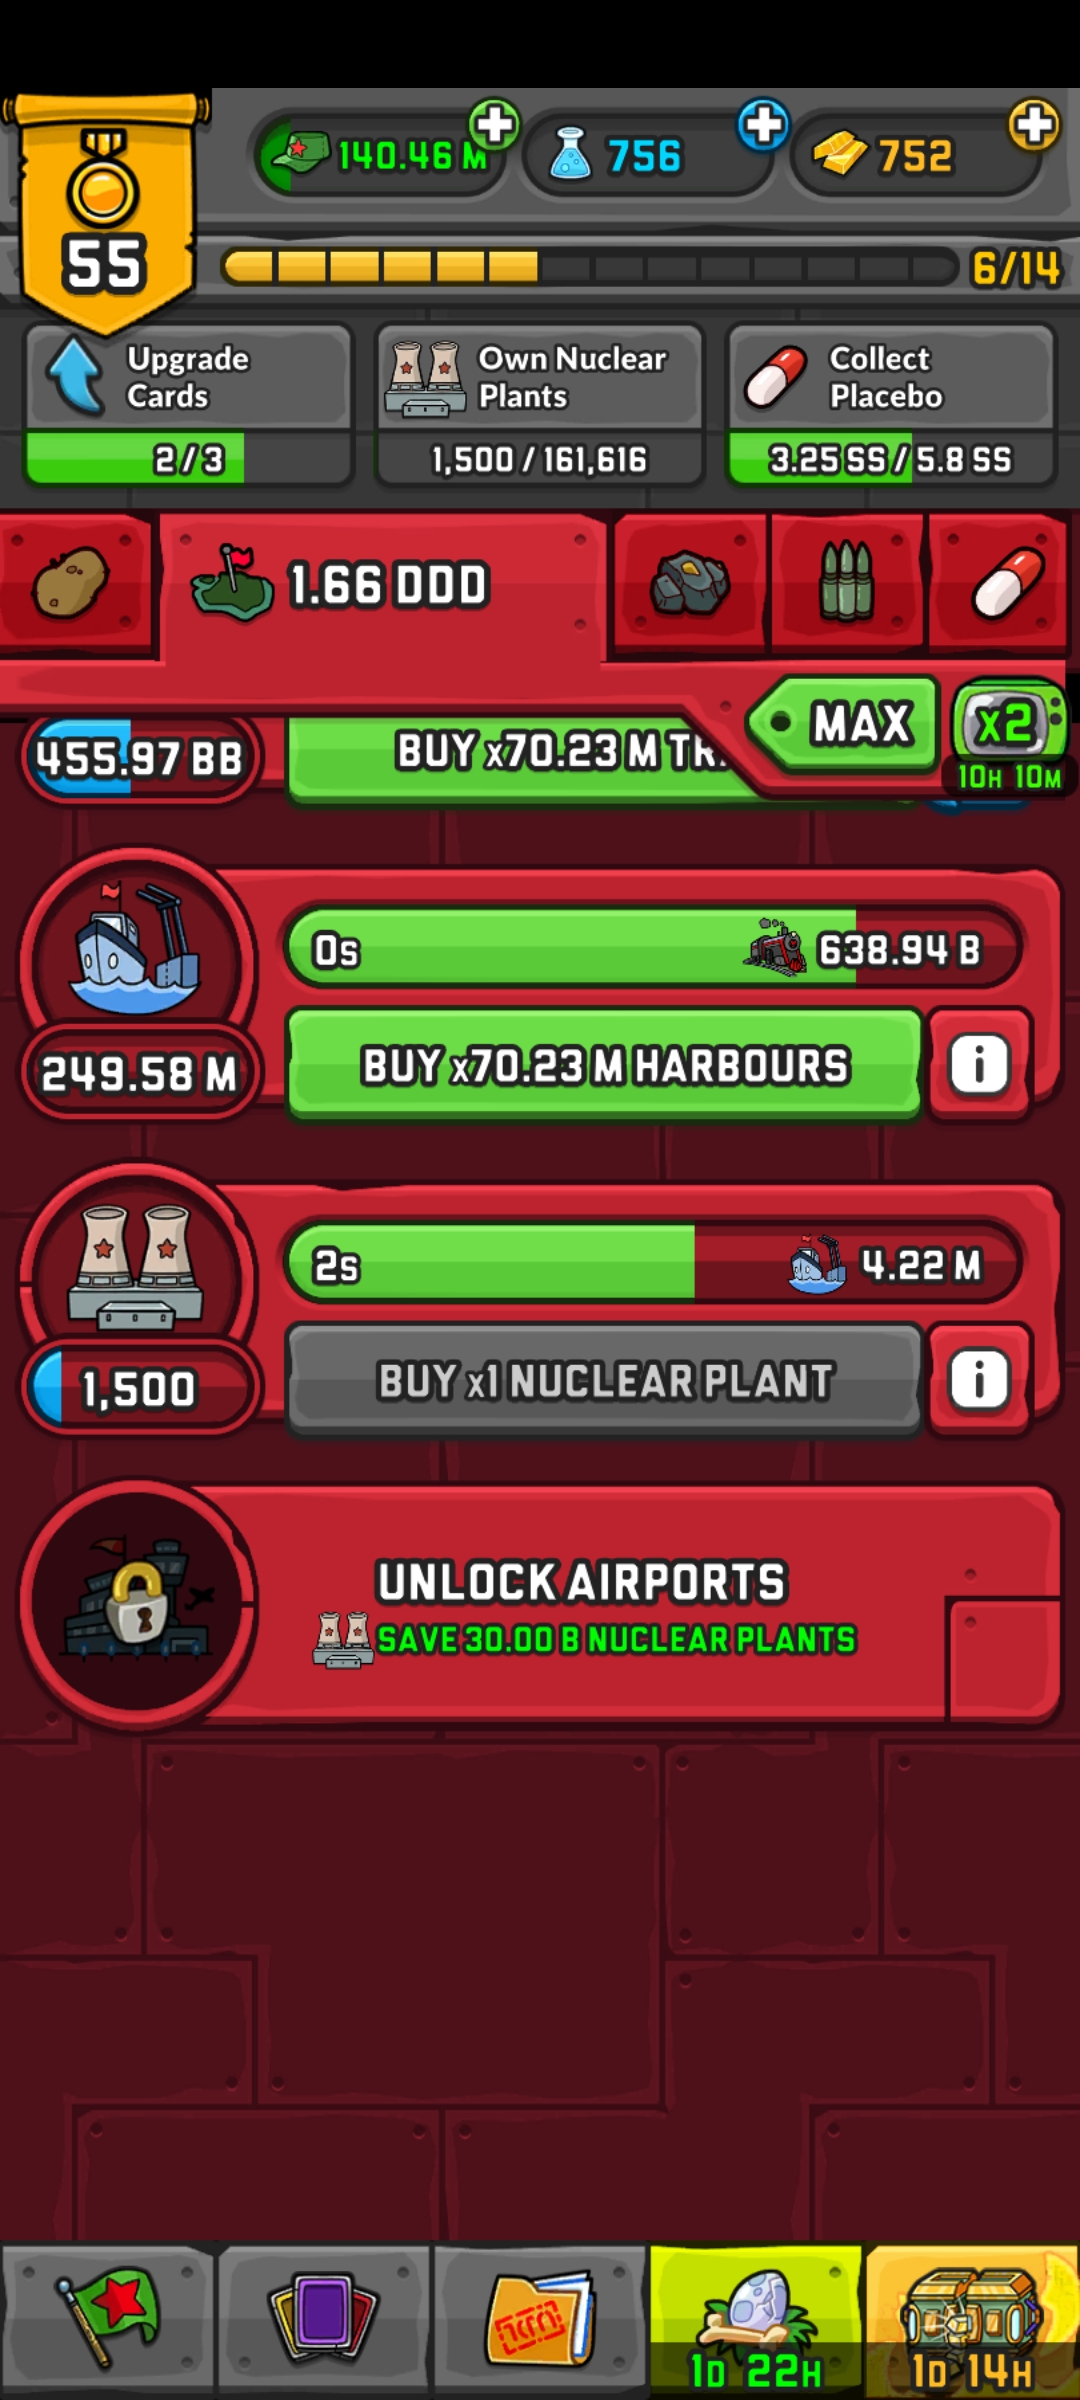 140.46 M
756
752
55
6/14
Upgrade
Cards
2/3
Own Nuclear
Plants
1,500/161,616
Collect
Placebo
3.25 SS/5.8 SS
1.66 DDD
MAX
x2
10H 10M
455.97 BB
BUY x70.23 M TR
0s
638.94 B
249.58 M
BUY x70.23 M HARBOURS
i
2s
4.22 M
1,500
BUY x1 NUCLEAR PLANT
i
UNLOCK AIRPORTS
SAVE 30.00 B NUCLEAR PLANTS
1D 22H
1D 14H